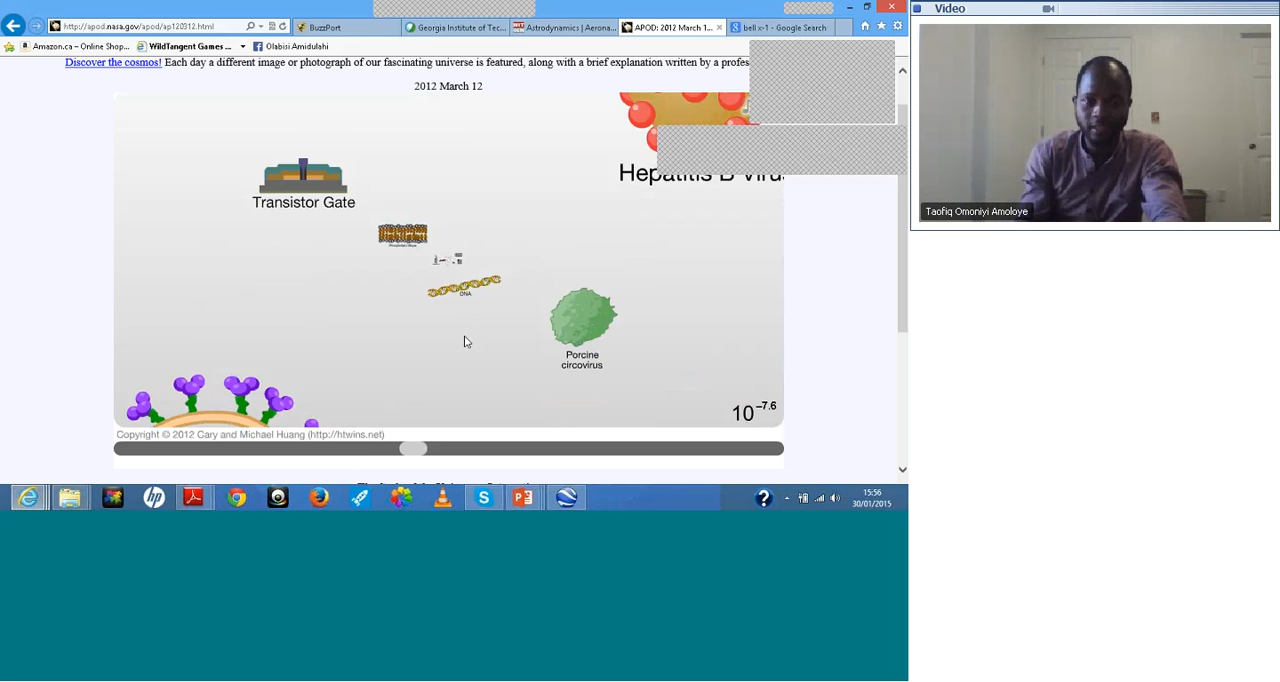 Video
http://apod.nasa.gov/apod/ap120312.html
BuzzPort
Georgia Institute of Tec...
Astrodynamics | Aerona...
APOD: 2012 March 1...
bell x-1 - Google Search
Amazon.ca – Online Shop...
WildTangent Games ...
Olabisi Amidulahi
Discover the cosmos! Each day a different image or photograph of our fascinating universe is featured, along with a brief explanation written by a profes
2012 March 12
Transistor Gate
Hepatitis B Viru
DNA
Porcine
circovirus
10 –7.6
Copyright © 2012 Cary and Michael Huang (http://htwins.net)
Taofiq Omoniyi Amoloye
15:56
30/01/2015